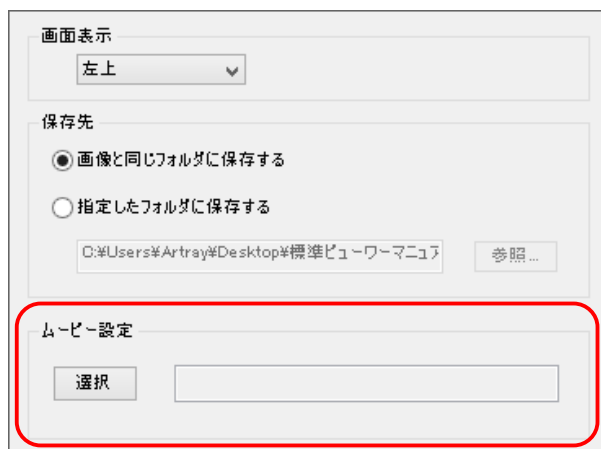 画面表示
左上
保存先
画像と同じフォルダに保存する
指定したフォルダに保存する
C:¥Users¥Artray¥Desktop¥標準ビューワーマニュア
参照...
ムービー設定
選択